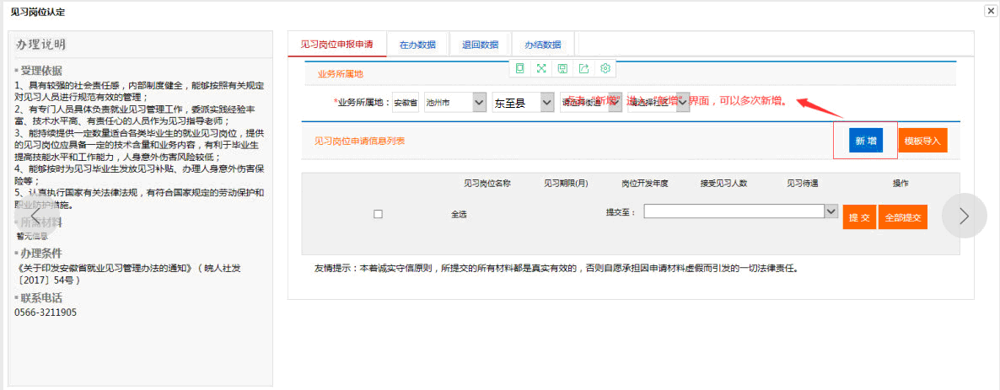 见习岗位认定
办理说明
受理依据
1、具有较强的社会责任感，内部制度健全，能够按照有关规定
对见习人员进行规范有效的管理；
2、有专门人员具体负责就业见习管理工作，委派实践经验丰
富、技术水平高、有责任心的人员作为见习指导老师；
3、能持续提供一定数量适合各类毕业生的就业见习岗位，提供
的见习岗位应具备一定的技术含量和业务内容，有利于毕业生
提高技能水平和工作能力，人身意外伤害风险较低；
4、能够按时为见习毕业生发放见习补贴、办理人身意外伤害保
险等；
5、认真执行国家有关法律法规，有符合国家规定的劳动保护和
职业防护措施。
所需材料
暂无信息
办理条件
《关于印发安徽省就业见习管理办法的通知》（皖人社发
〔2017〕54号）
联系电话
0566-3211905
见习岗位申报申请 在办数据 退回数据 办结数据
业务所属地
*业务所属地： 安徽省 池州市 东至县 请选择街道 请选择社区
点击“新增”进入“新增”界面，可以多次新增。
见习岗位申请信息列表 新 增 模板导入
见习岗位名称 见习期限(月) 岗位开发年度 接受见习人数 见习待遇 操作
全选 提交至： 提 交 全部提交
友情提示：本着诚实守信原则，所提交的所有材料都是真实有效的，否则自愿承担因申请材料虚假而引发的一切法律责任。